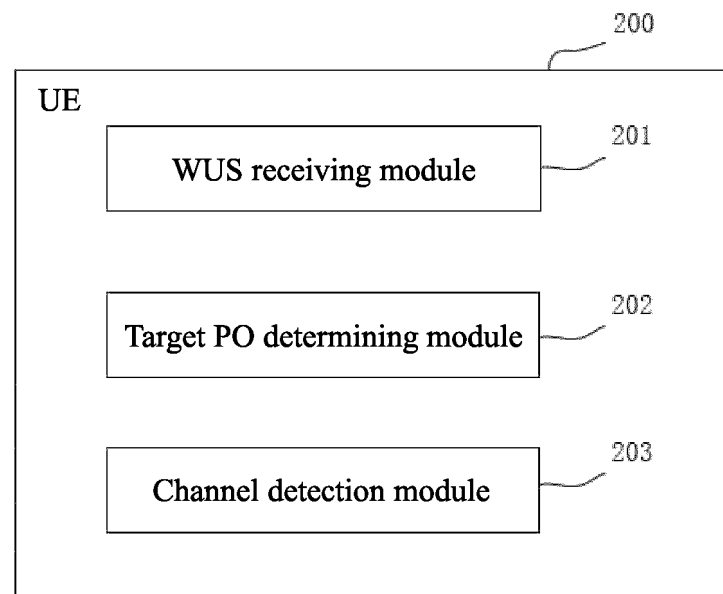 200
UE
201
WUS receiving module
202
Target PO determining module
203
Channel detection module